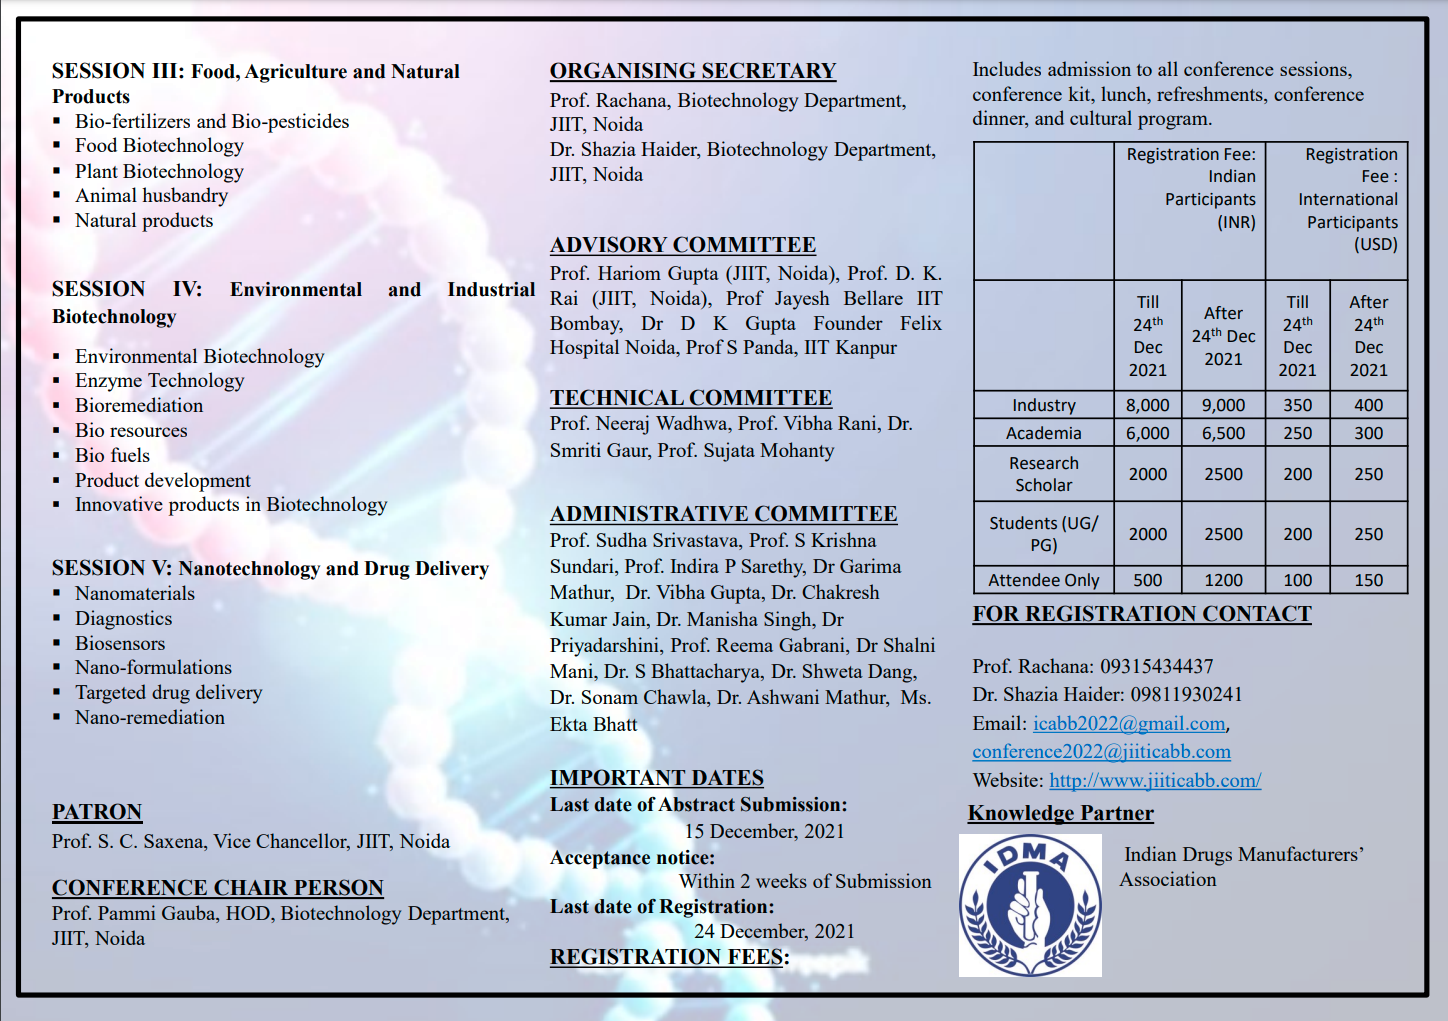 SESSION III: Food, Agriculture and Natural
Products
▪ Bio-fertilizers and Bio-pesticides
▪ Food Biotechnology
▪ Plant Biotechnology
▪ Animal husbandry
▪ Natural products
SESSION IV: Environmental and Industrial
Biotechnology
▪ Environmental Biotechnology
▪ Enzyme Technology
▪ Bioremediation
▪ Bio resources
▪ Bio fuels
▪ Product development
▪ Innovative products in Biotechnology
SESSION V: Nanotechnology and Drug Delivery
▪ Nanomaterials
▪ Diagnostics
▪ Biosensors
▪ Nano-formulations
▪ Targeted drug delivery
▪ Nano-remediation
PATRON
Prof. S. C. Saxena, Vice Chancellor, JIIT, Noida
CONFERENCE CHAIR PERSON
Prof. Pammi Gauba, HOD, Biotechnology Department,
JIIT, Noida
ORGANISING SECRETARY
Prof. Rachana, Biotechnology Department,
JIIT, Noida
Dr. Shazia Haider, Biotechnology Department,
JIIT, Noida
ADVISORY COMMITTEE
Prof. Hariom Gupta (JIIT, Noida), Prof. D. K.
Rai (JIIT, Noida), Prof Jayesh Bellare IIT
Bombay, Dr D K Gupta Founder Felix
Hospital Noida, Prof S Panda, IIT Kanpur
TECHNICAL COMMITTEE
Prof. Neeraj Wadhwa, Prof. Vibha Rani, Dr.
Smriti Gaur, Prof. Sujata Mohanty
ADMINISTRATIVE COMMITTEE
Prof. Sudha Srivastava, Prof. S Krishna
Sundari, Prof. Indira P Sarethy, Dr Garima
Mathur, Dr. Vibha Gupta, Dr. Chakresh
Kumar Jain, Dr. Manisha Singh, Dr
Priyadarshini, Prof. Reema Gabrani, Dr Shalni
Mani, Dr. S Bhattacharya, Dr. Shweta Dang,
Dr. Sonam Chawla, Dr. Ashwani Mathur, Ms.
Ekta Bhatt
IMPORTANT DATES
Last date of Abstract Submission:
15 December, 2021
Acceptance notice:
Within 2 weeks of Submission
Last date of Registration:
24 December, 2021
REGISTRATION FEES:
freepik
Includes admission to all conference sessions,
conference kit, lunch, refreshments, conference
dinner, and cultural program.
Registration Fee: Indian Participants (INR) Registration Fee : International Participants (USD)
Till 24th Dec 2021 After 24th Dec 2021 Till 24th Dec 2021 After 24th Dec 2021
Industry 8,000 9,000 350 400
Academia 6,000 6,500 250 300
Research Scholar 2000 2500 200 250
Students (UG/ PG) 2000 2500 200 250
Attendee Only 500 1200 100 150
FOR REGISTRATION CONTACT
Prof. Rachana: 09315434437
Dr. Shazia Haider: 09811930241
Email: icabb2022@gmail.com,
conference2022@jiiticabb.com
Website: http://www.jiiticabb.com/
Knowledge Partner
IDMA
Indian Drugs Manufacturers'
Association